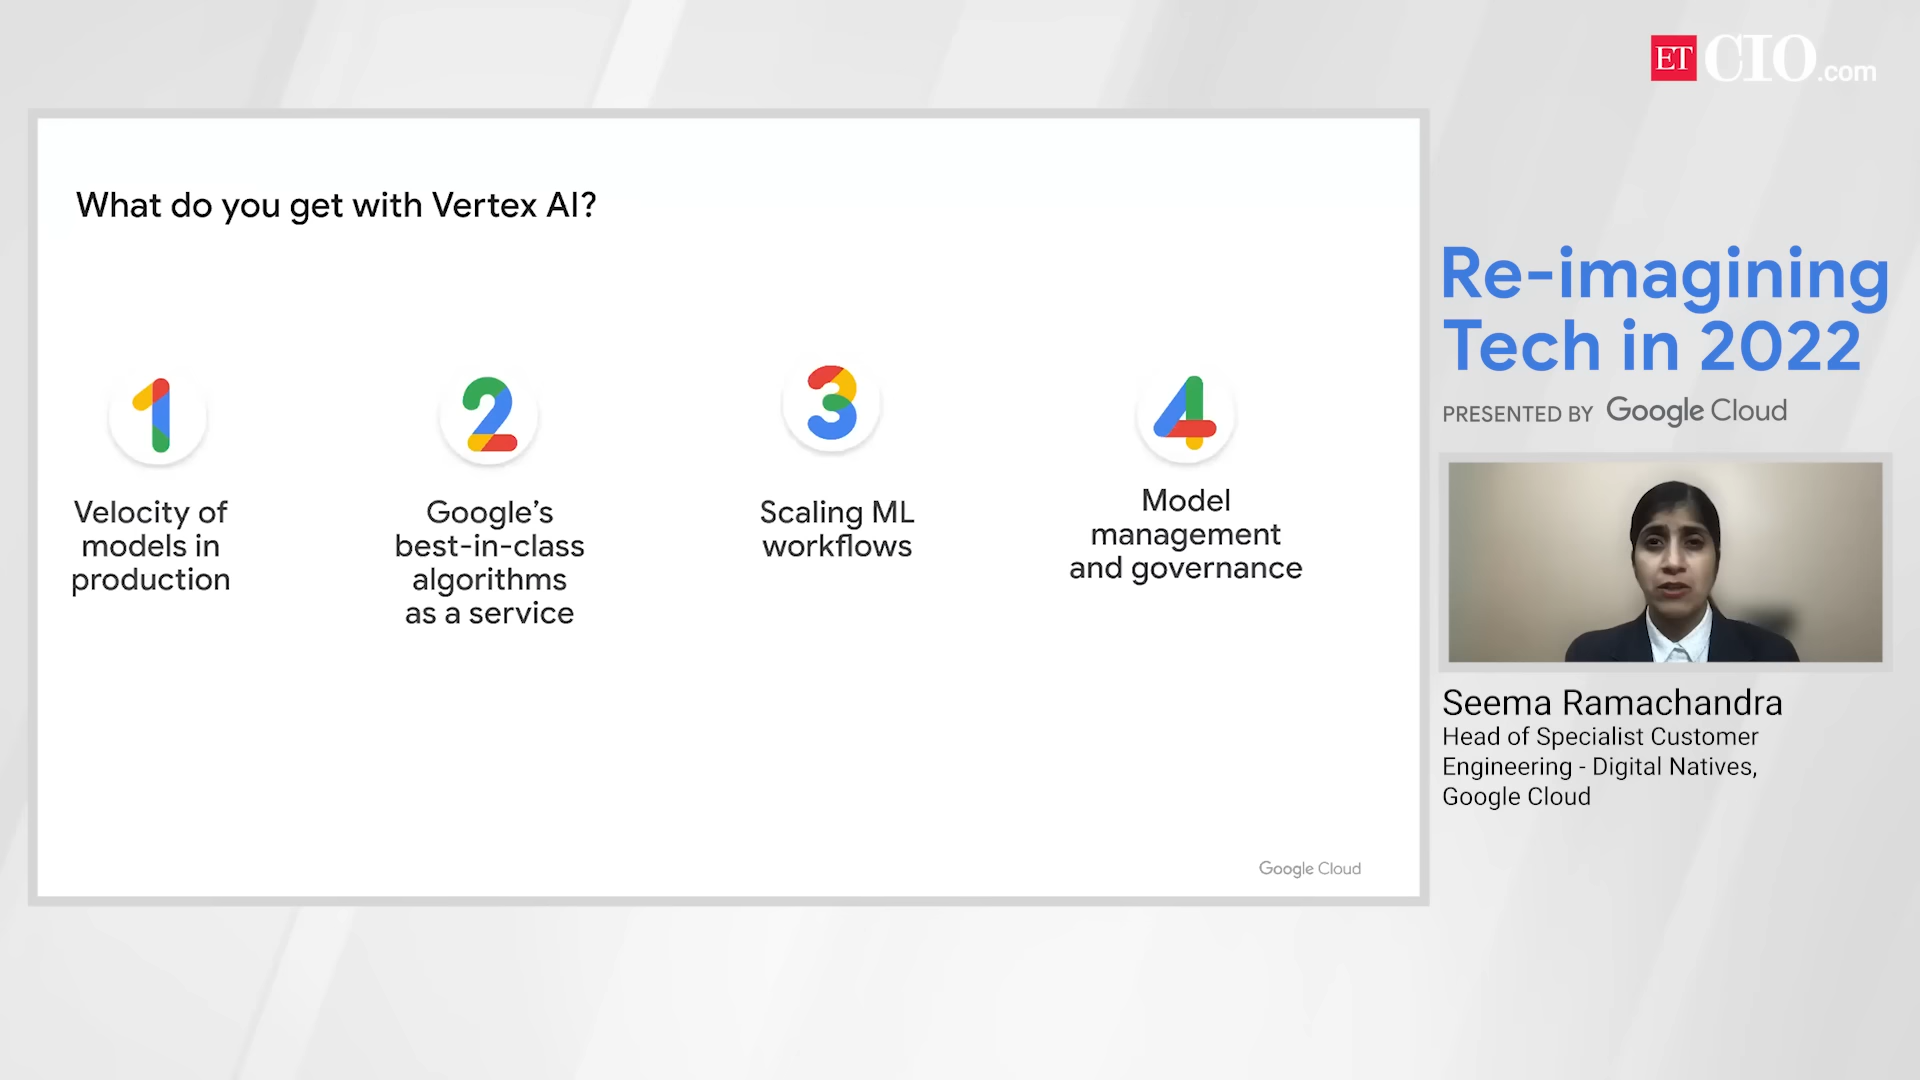 ET CIO.com
What do you get with Vertex AI?
1
Velocity of
models in
production
2
Google's
best-in-class
algorithms
as a service
3
Scaling ML
workflows
4
Model
management
and governance
Google Cloud
Re-imagining
Tech in 2022
PRESENTED BY Google Cloud
Seema Ramachandra
Head of Specialist Customer
Engineering - Digital Natives,
Google Cloud